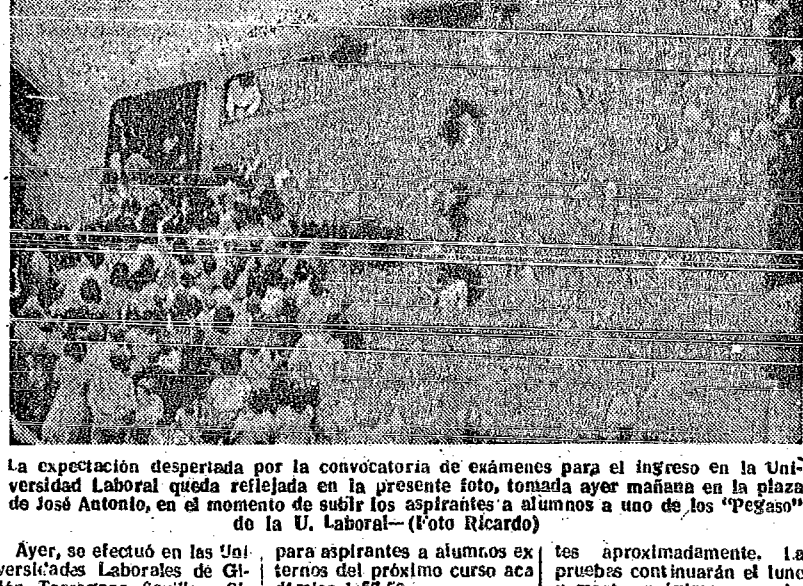 La expectación despertada por la convocatoria de exámenes para el ingreso en la Uni-
versidad Laboral queda reflejada en la presente foto, tomada ayer mañana en la plaza
de José Antonio, en el momento de subir los aspirantes a alumnos a uno de los "Pegaso"
de la U. Laboral—(Foto Ricardo)
Ayer, se efectuó en las Uni-
versidades Laborales de Gi-
para aspirantes a alumnos ex
ternos del próximo curso aca
tes aproximadamente. La
pruebas continuarán el lune